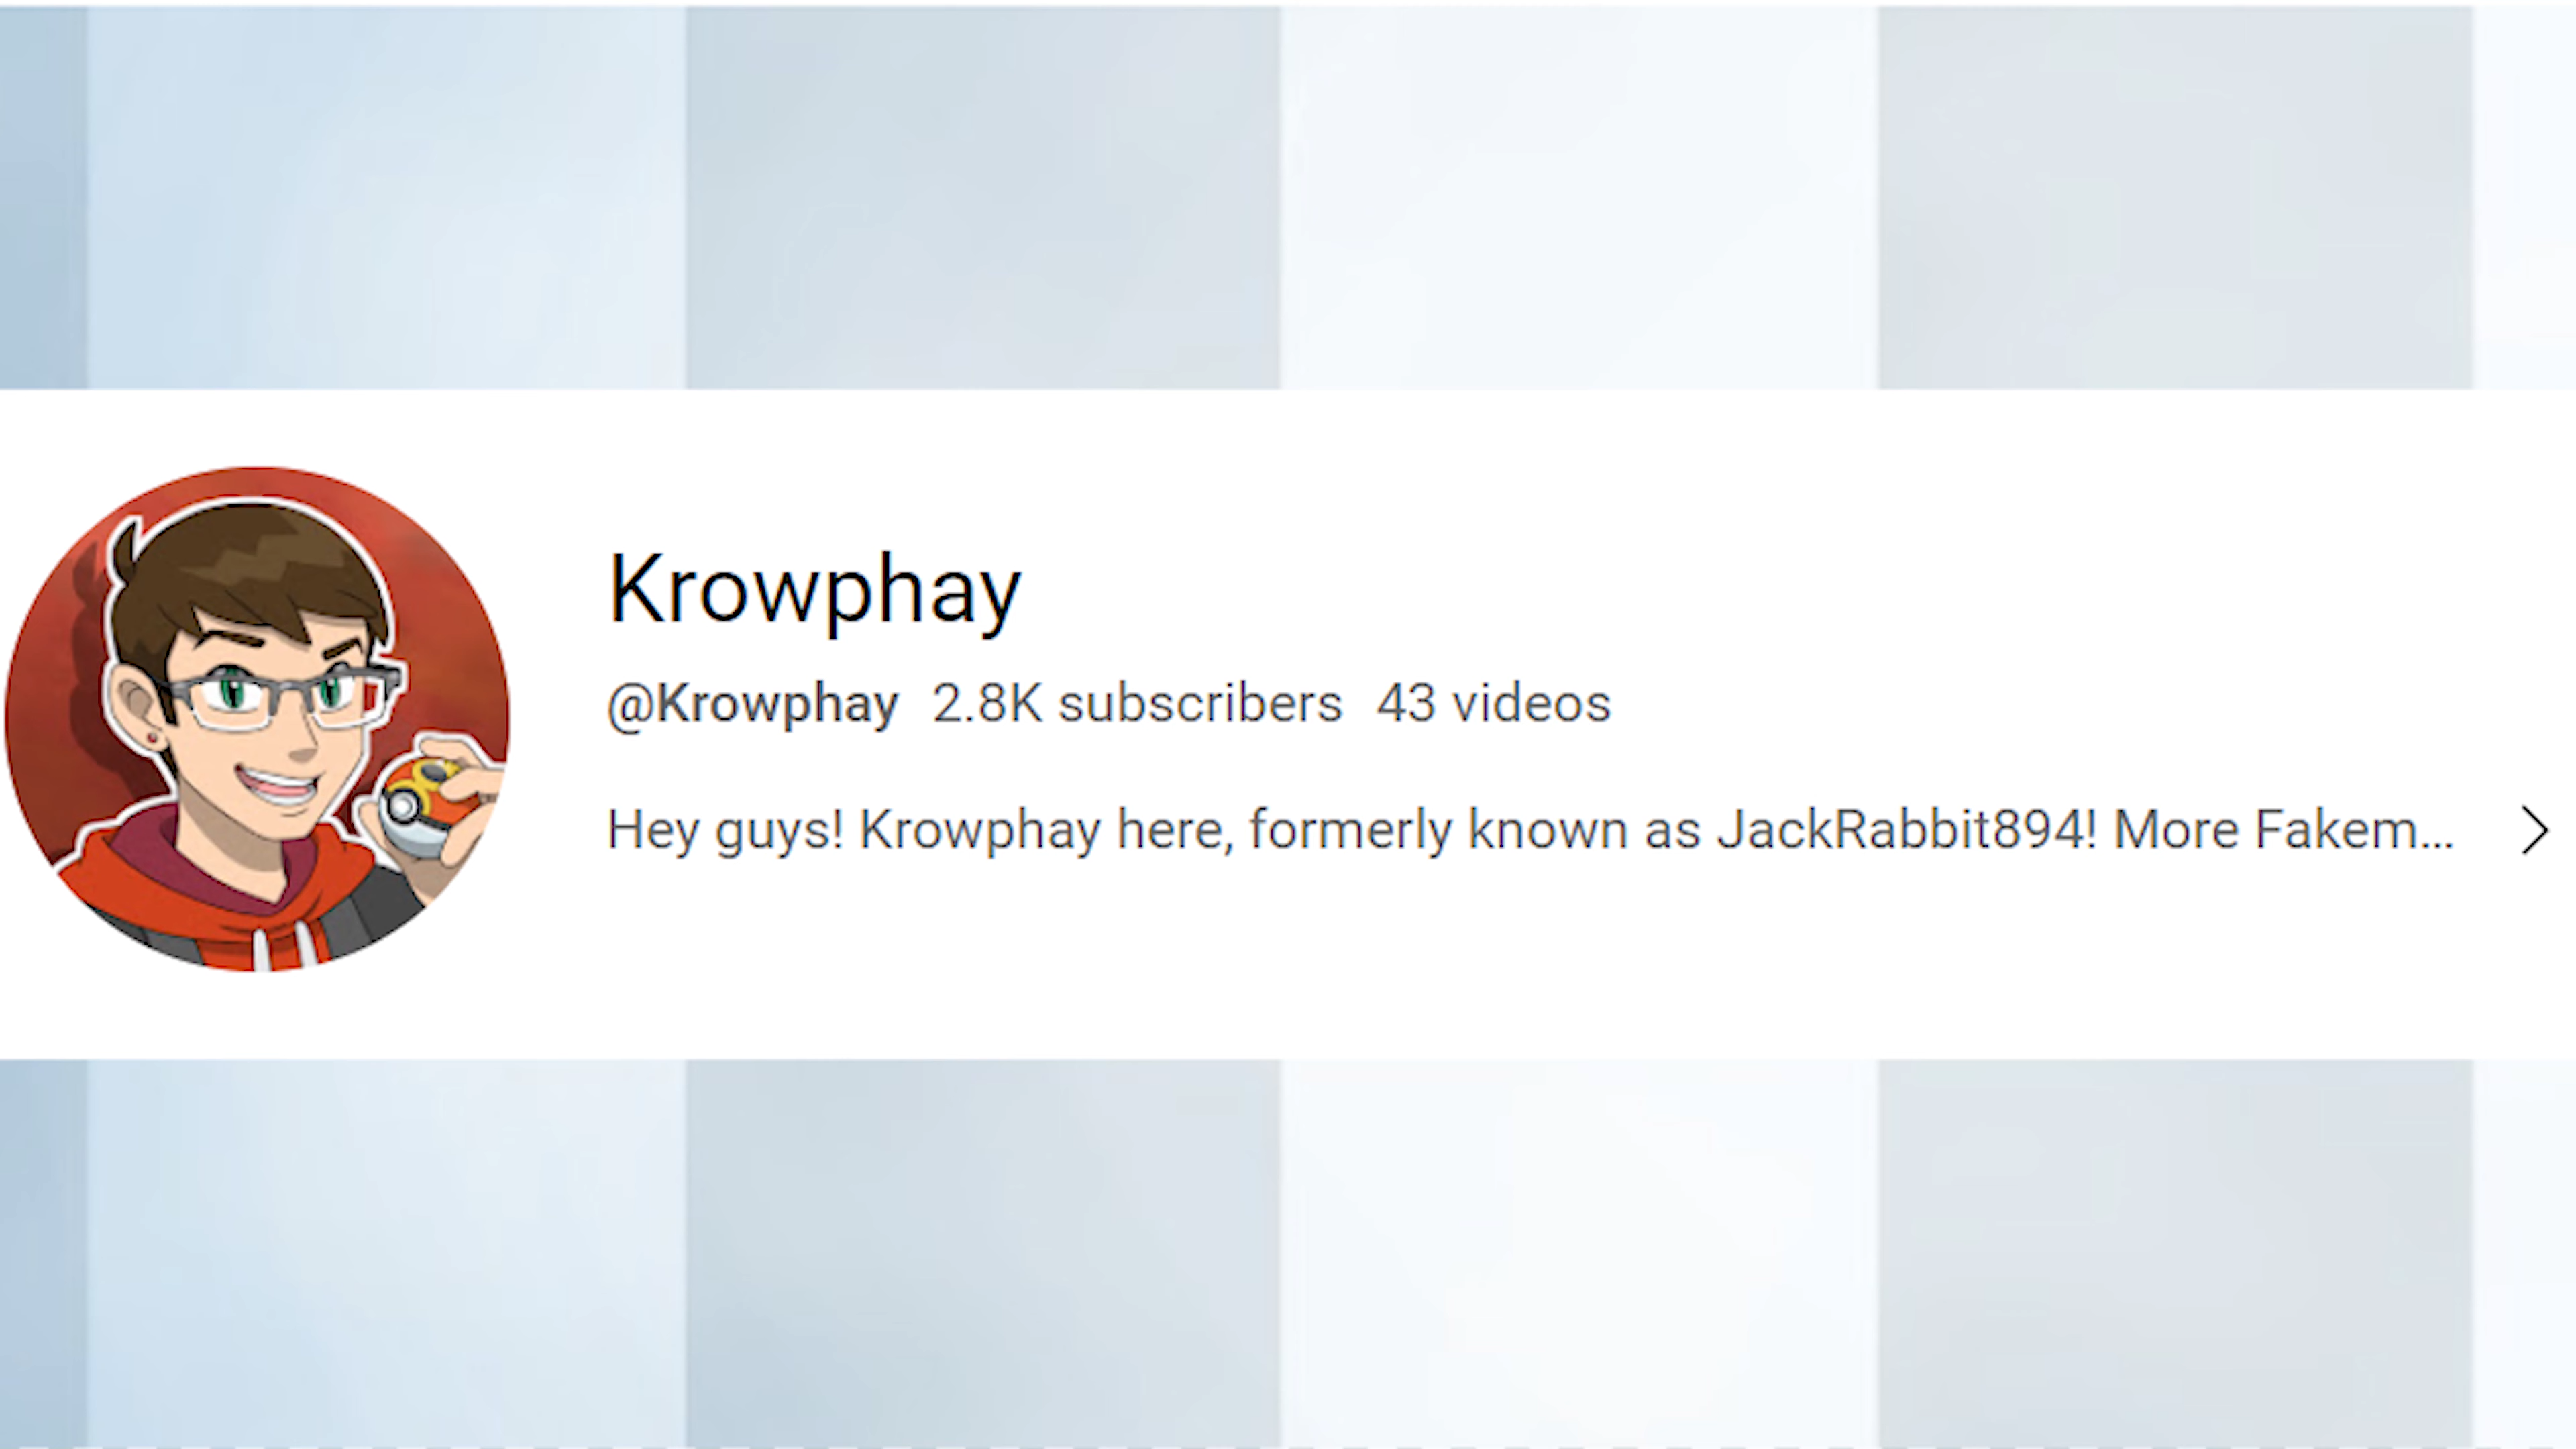 Krowphay
@Krowphay 2.8K subscribers 43 videos
Hey guys! Krowphay here, formerly known as JackRabbit894! More Fakem...